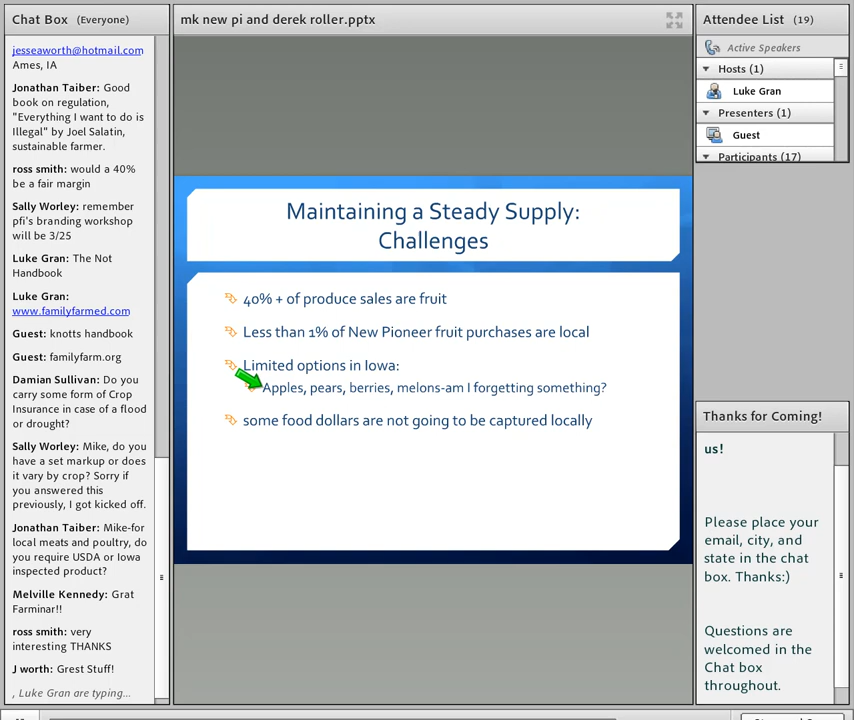 Chat Box (Everyone)
jesseaworth@hotmail.com
Ames, IA
Jonathan Taiber: Good
book on regulation,
"Everything I want to do is
Illegal" by Joel Salatin,
sustainable farmer.
ross smith: would a 40%
be a fair margin
Sally Worley: remember
pfi's branding workshop
will be 3/25
Luke Gran: The Not
Handbook
Luke Gran:
www.familyfarmed.com
Guest: knotts handbook
Guest: familyfarm.org
Damian Sullivan: Do you
carry some form of Crop
Insurance in case of a flood
or drought?
Sally Worley: Mike, do you
have a set markup or does
it vary by crop? Sorry if
you answered this
previously, I got kicked off.
Jonathan Taiber: Mike-for
local meats and poultry, do
you require USDA or Iowa
inspected product?
Melville Kennedy: Grat
Farminar!!
ross smith: very
interesting THANKS
J worth: Grest Stuff!
, Luke Gran are typing...
mk new pi and derek roller.pptx
Maintaining a Steady Supply:
Challenges
40% + of produce sales are fruit
Less than 1% of New Pioneer fruit purchases are local
Limited options in Iowa:
Apples, pears, berries, melons-am I forgetting something?
some food dollars are not going to be captured locally
Attendee List (19)
Active Speakers
Hosts (1)
Luke Gran
Presenters (1)
Guest
Participants (17)
Thanks for Coming!
us!
Please place your
email, city, and
state in the chat
box. Thanks:)
Questions are
welcomed in the
Chat box
throughout.